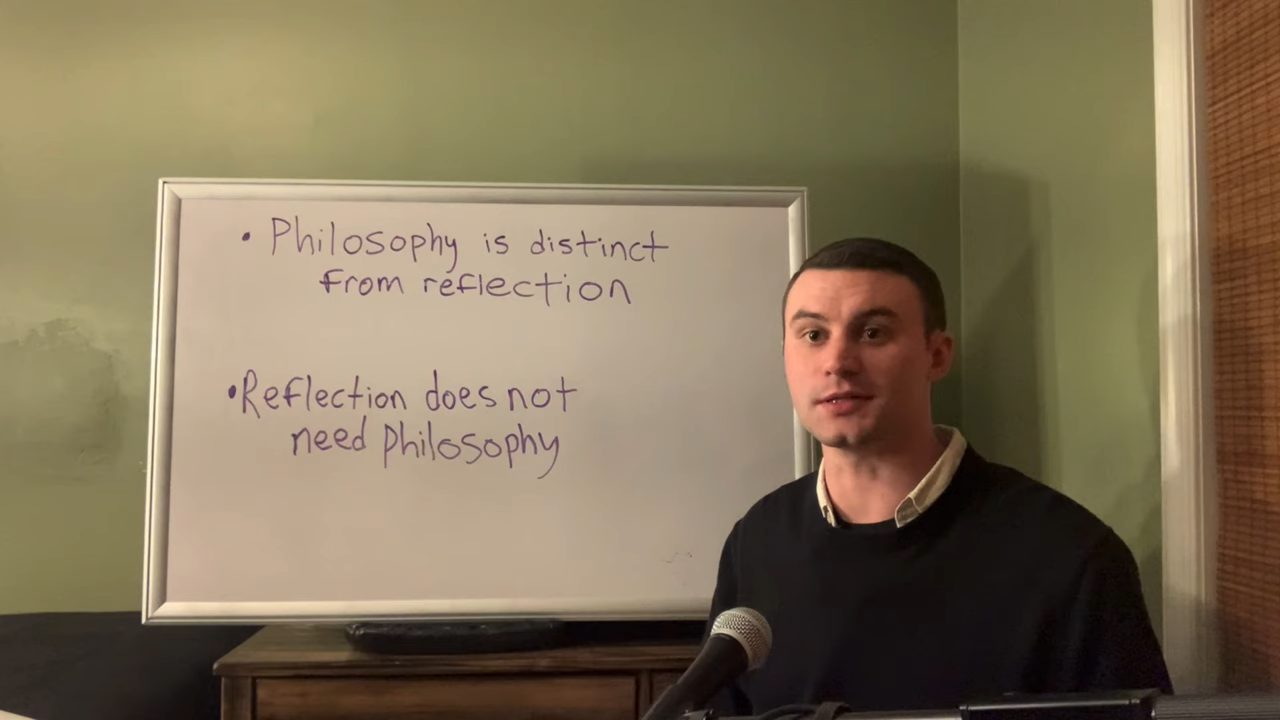 • Philosophy is distinct
from reflection
• Reflection does not
need philosophy